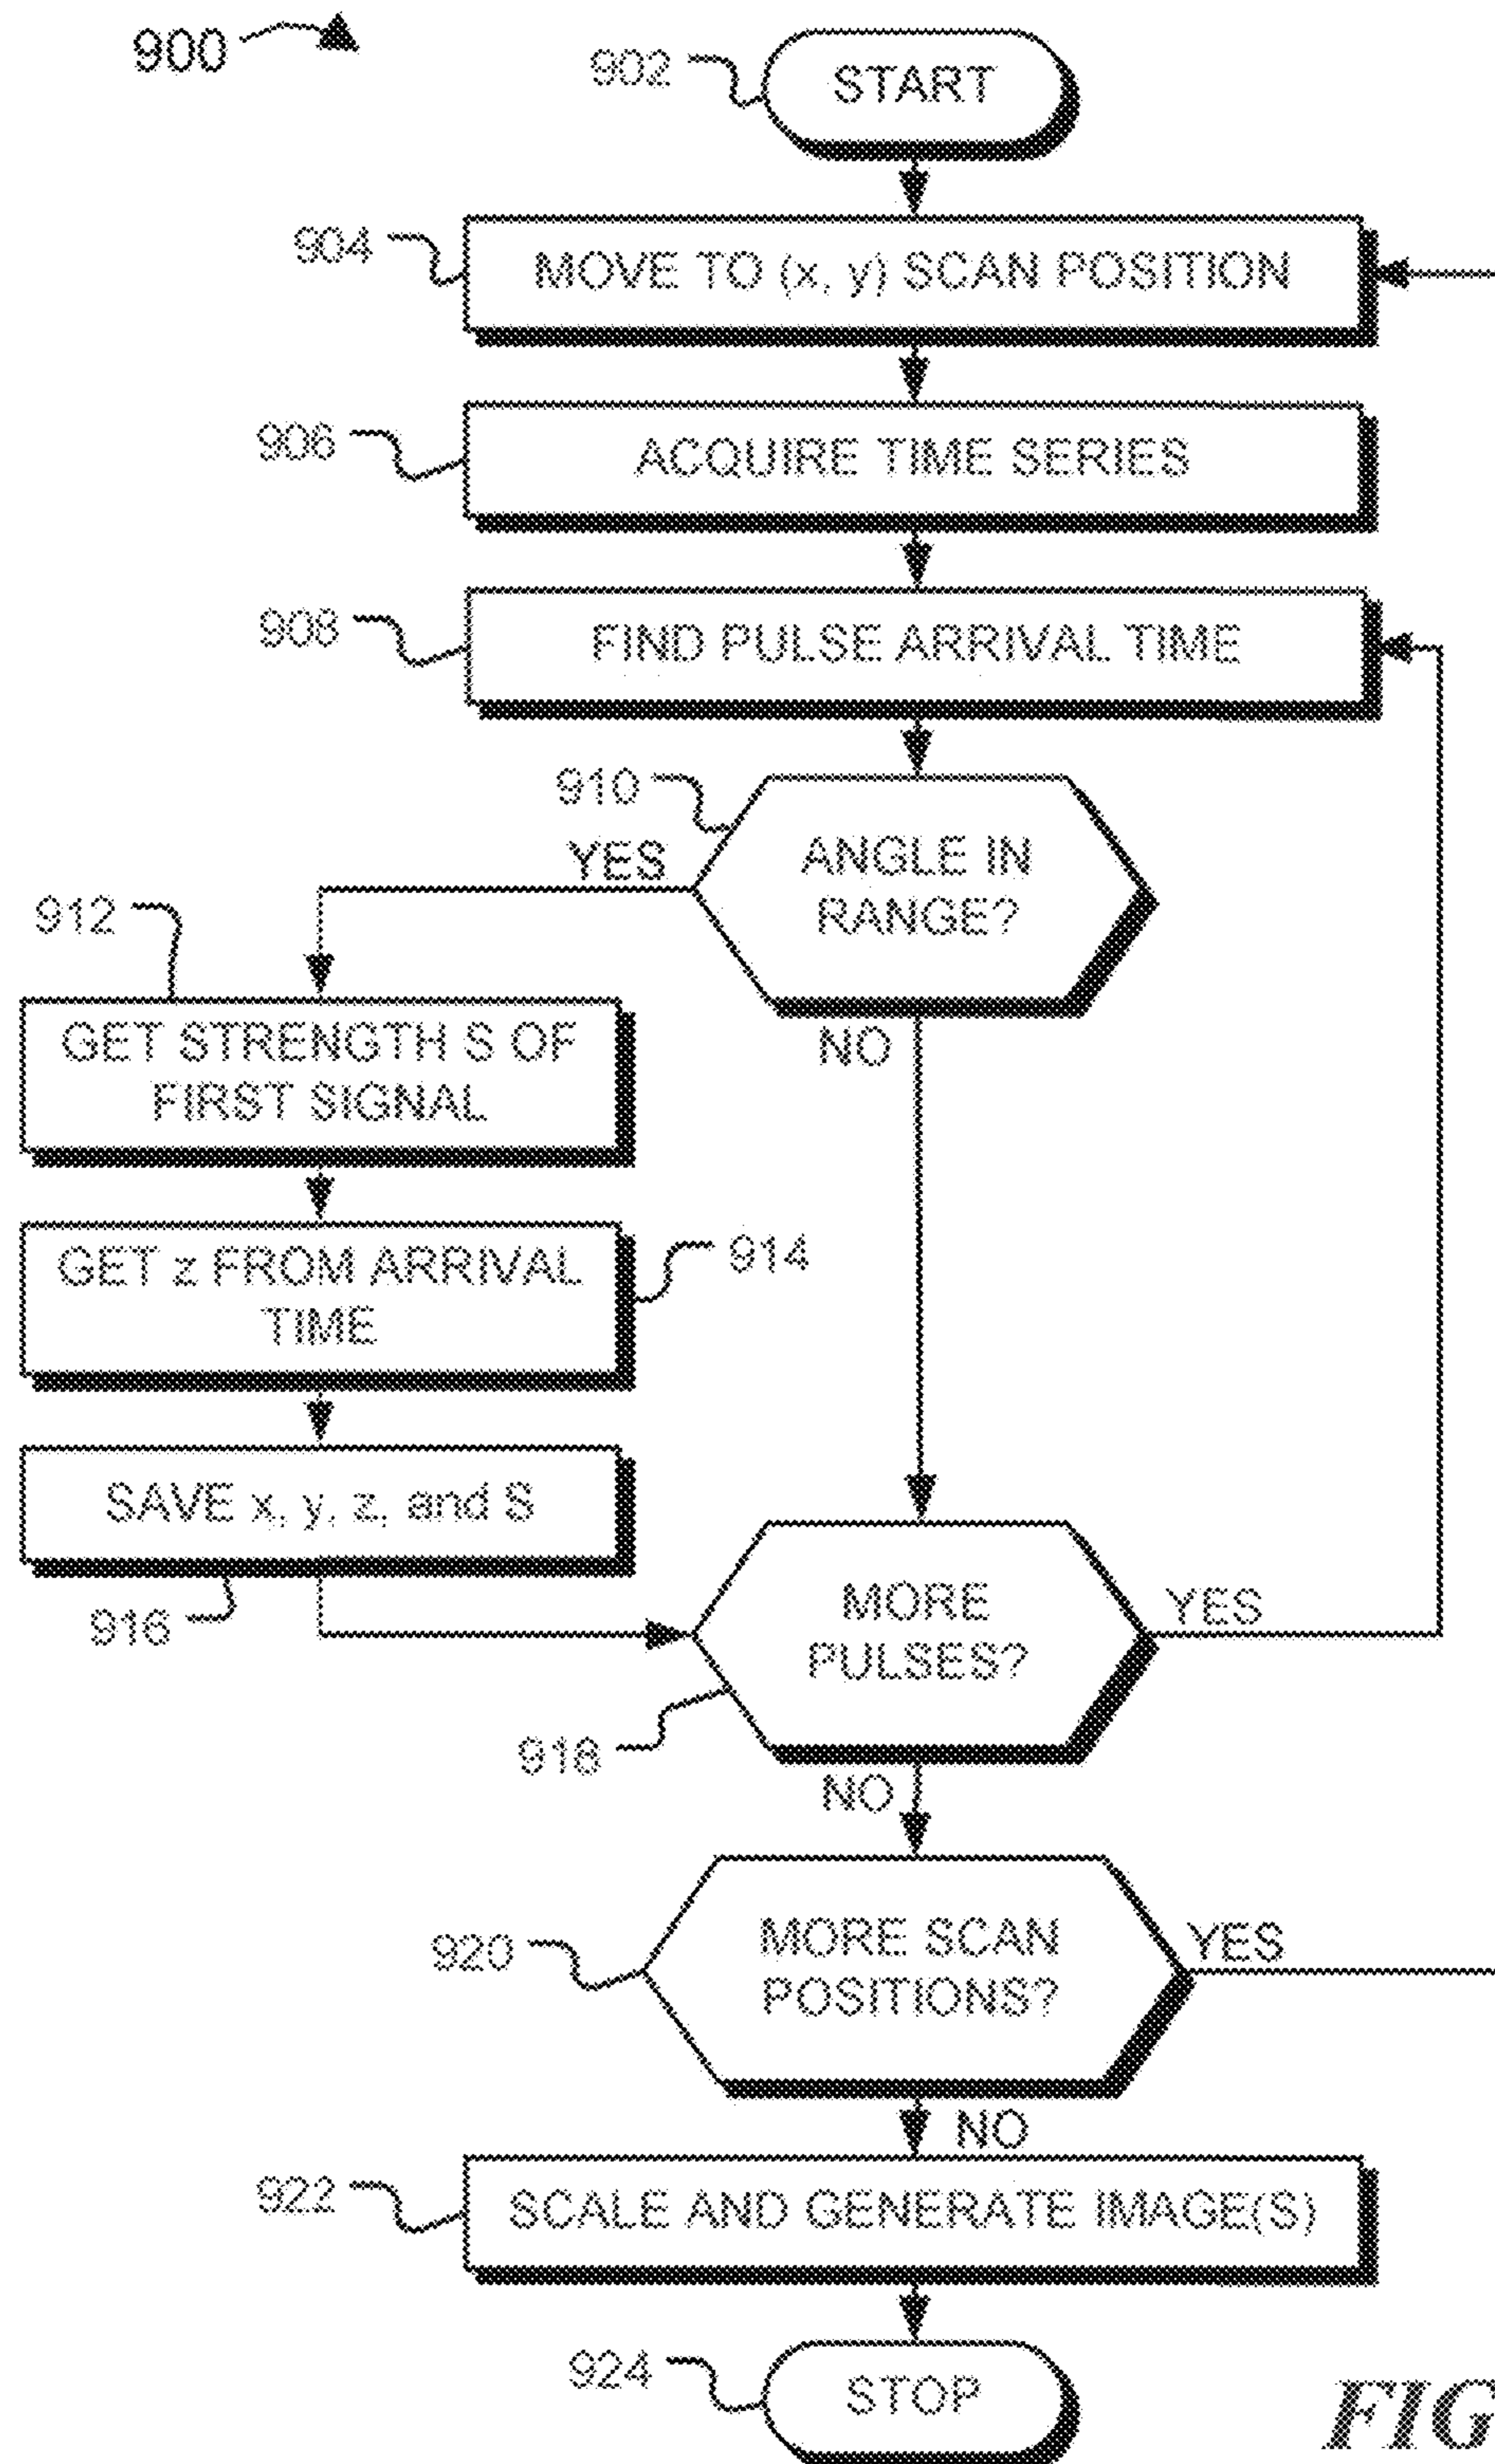 900
902
START
904
MOVE TO (x, y) SCAN POSITION
906
ACQUIRE TIME SERIES
908
FIND PULSE ARRIVAL TIME
910
ANGLE IN
RANGE?
YES
912
NO
GET STRENGTH S OF
FIRST SIGNAL
GET z FROM ARRIVAL
TIME
914
SAVE x, y, z, and S
916
MORE
PULSES?
YES
918
NO
920
MORE SCAN
POSITIONS?
YES
NO
922
SCALE AND GENERATE IMAGE(S)
924
STOP
FIG